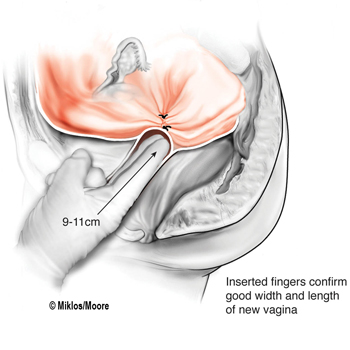 9-11cm
Inserted fingers confirm
good width and length
of new vagina
© Miklos/Moore